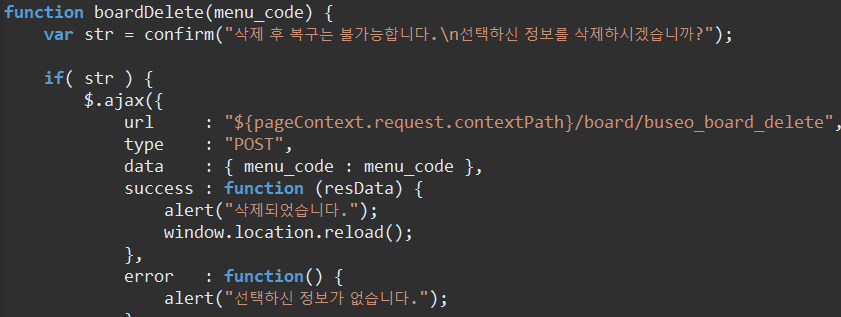 function boardDelete(menu_code) {
    var str = confirm("삭제 후 복구는 불가능합니다.\n선택하신 정보를 삭제하시겠습니까?");

    if( str ) {
        $.ajax({
            url     : "${pageContext.request.contextPath}/board/buseo_board_delete",
            type    : "POST",
            data    : { menu_code : menu_code },
            success : function (resData) {
                alert("삭제되었습니다.");
                window.location.reload();
            },
            error   : function() {
                alert("선택하신 정보가 없습니다.");